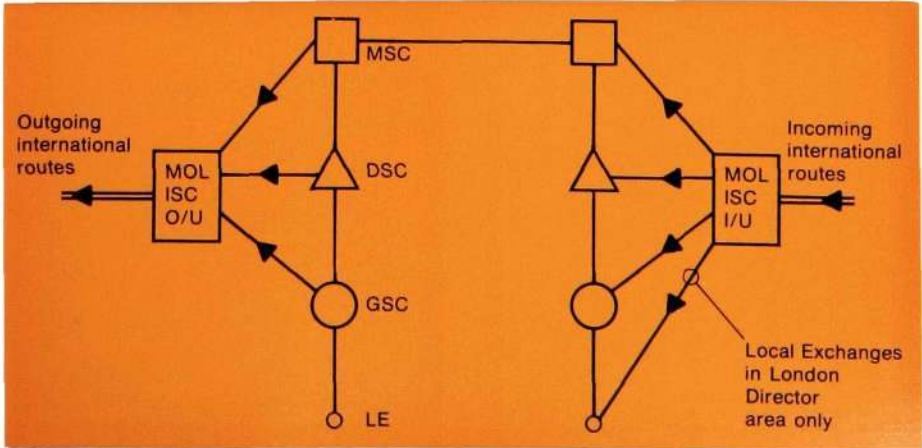 MSC
Outgoing
international
routes
MOL
ISC
O/U
DSC
GSC
LE
Incoming
international
routes
MOL
ISC
I/U
Local Exchanges
in London
Director
area only